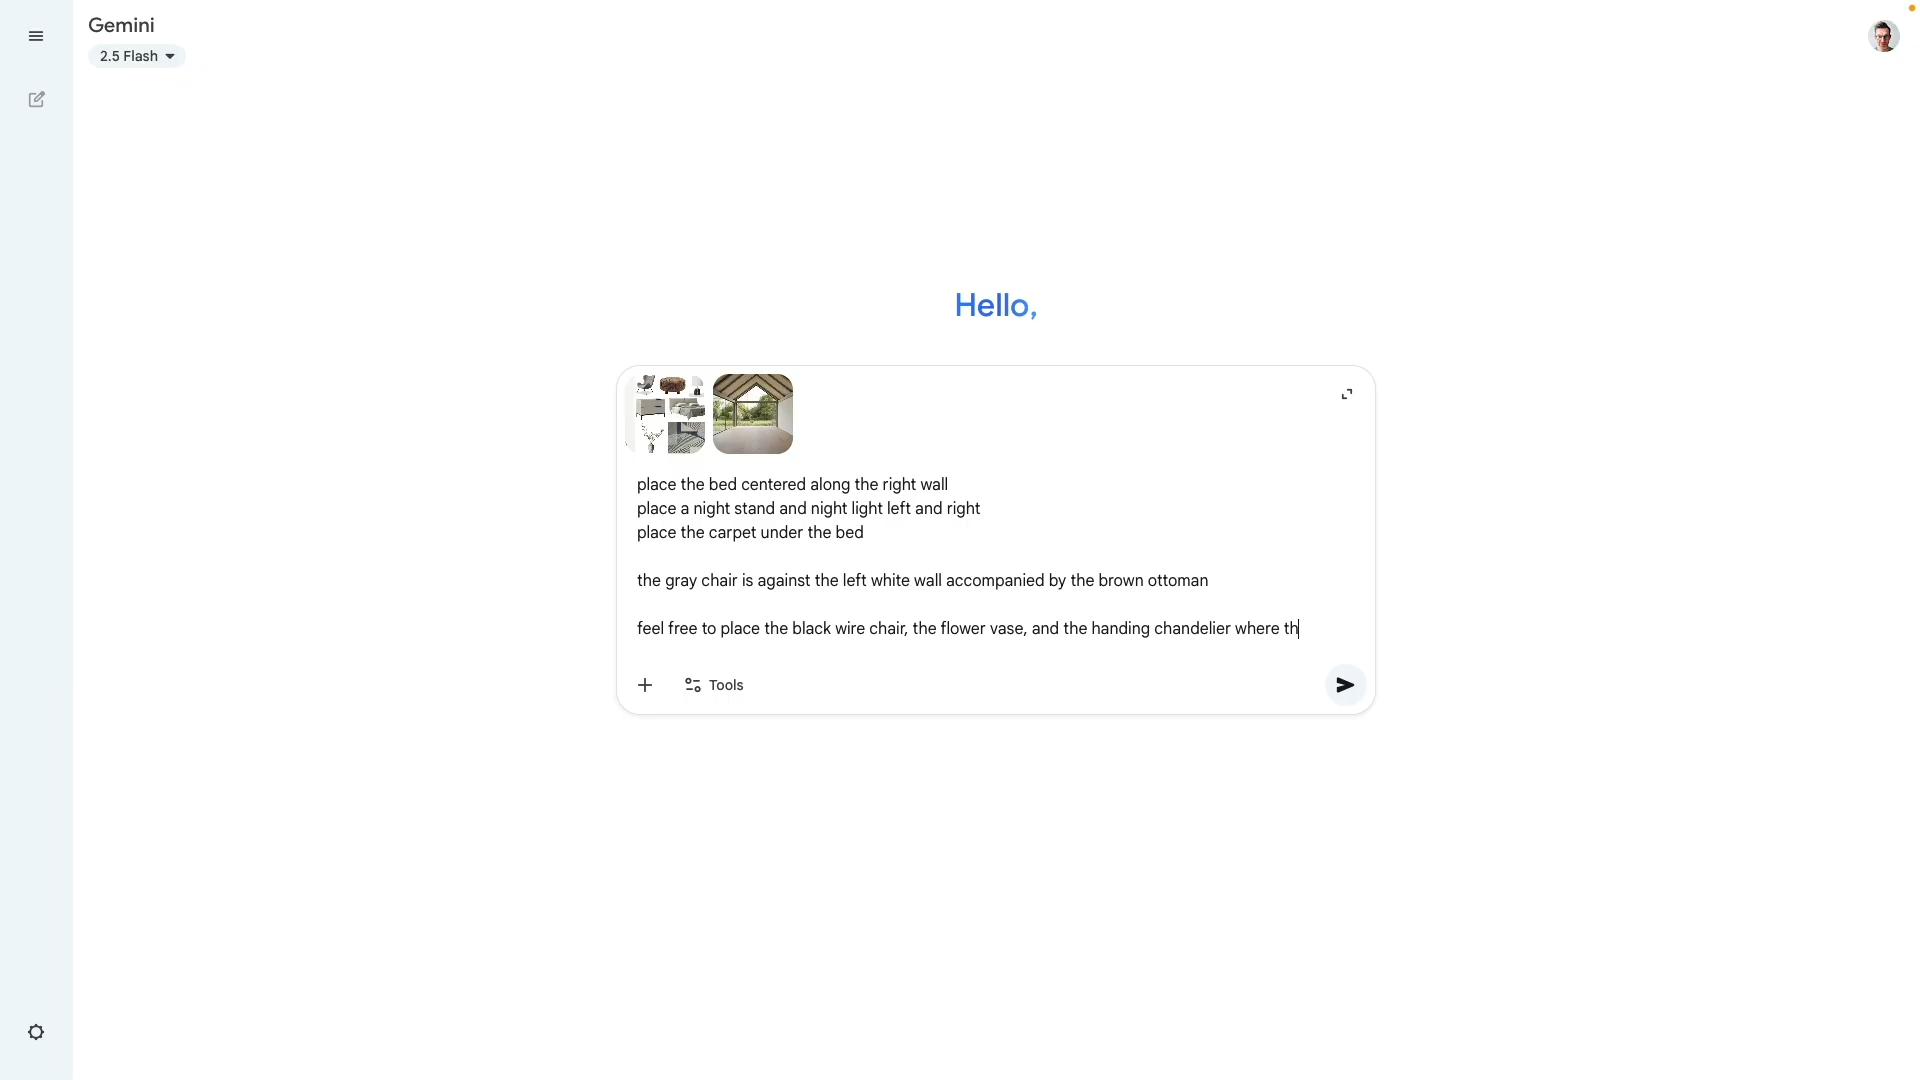 Gemini
2.5 Flash
Hello,
place the bed centered along the right wall
place a night stand and night light left and right
place the carpet under the bed
the gray chair is against the left white wall accompanied by the brown ottoman
feel free to place the black wire chair, the flower vase, and the handing chandelier where th
Tools